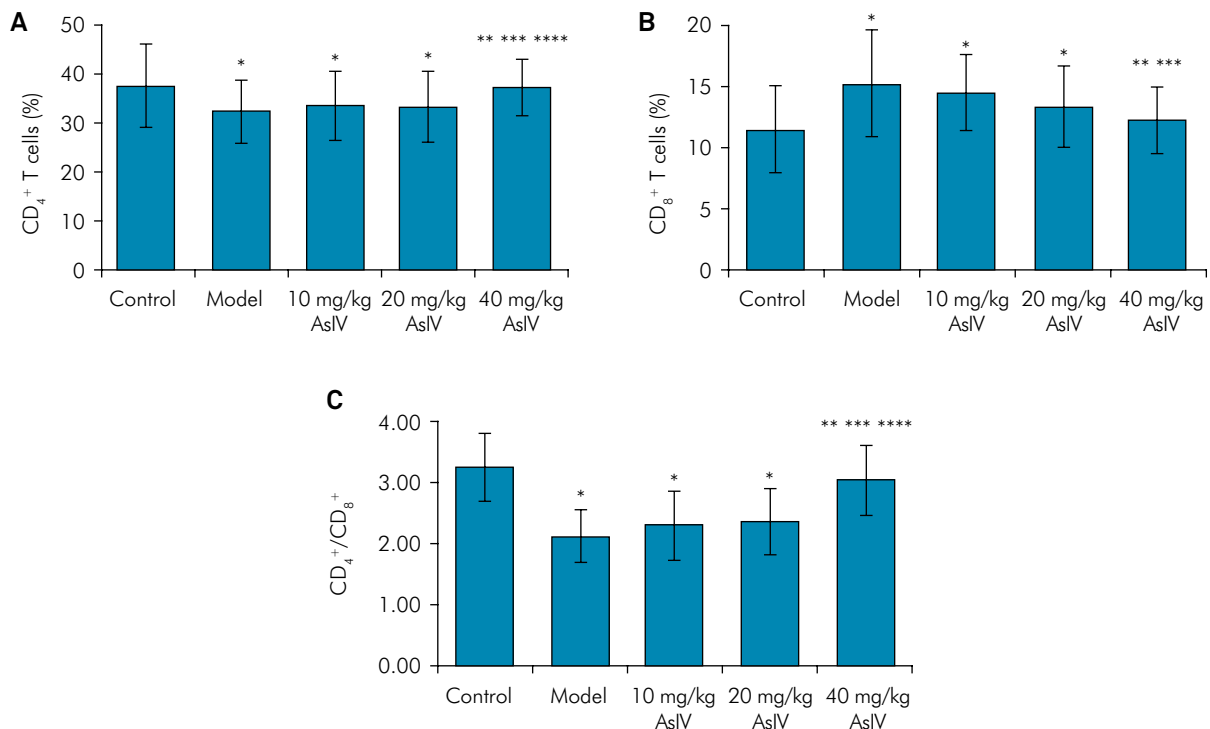 A
CD4+ T cells (%)
50
40
30
20
10
0
*
*
*
** *** ****
Control
Model
10 mg/kg
AsIV
20 mg/kg
AsIV
40 mg/kg
AsIV
B
CD8+ T cells (%)
20
15
10
5
0
*
*
*
** ***
Control
Model
10 mg/kg
AsIV
20 mg/kg
AsIV
40 mg/kg
AsIV
C
CD4+/CD8+
4.00
3.00
2.00
1.00
0.00
*
*
*
** *** ****
Control
Model
10 mg/kg
AsIV
20 mg/kg
AsIV
40 mg/kg
AsIV